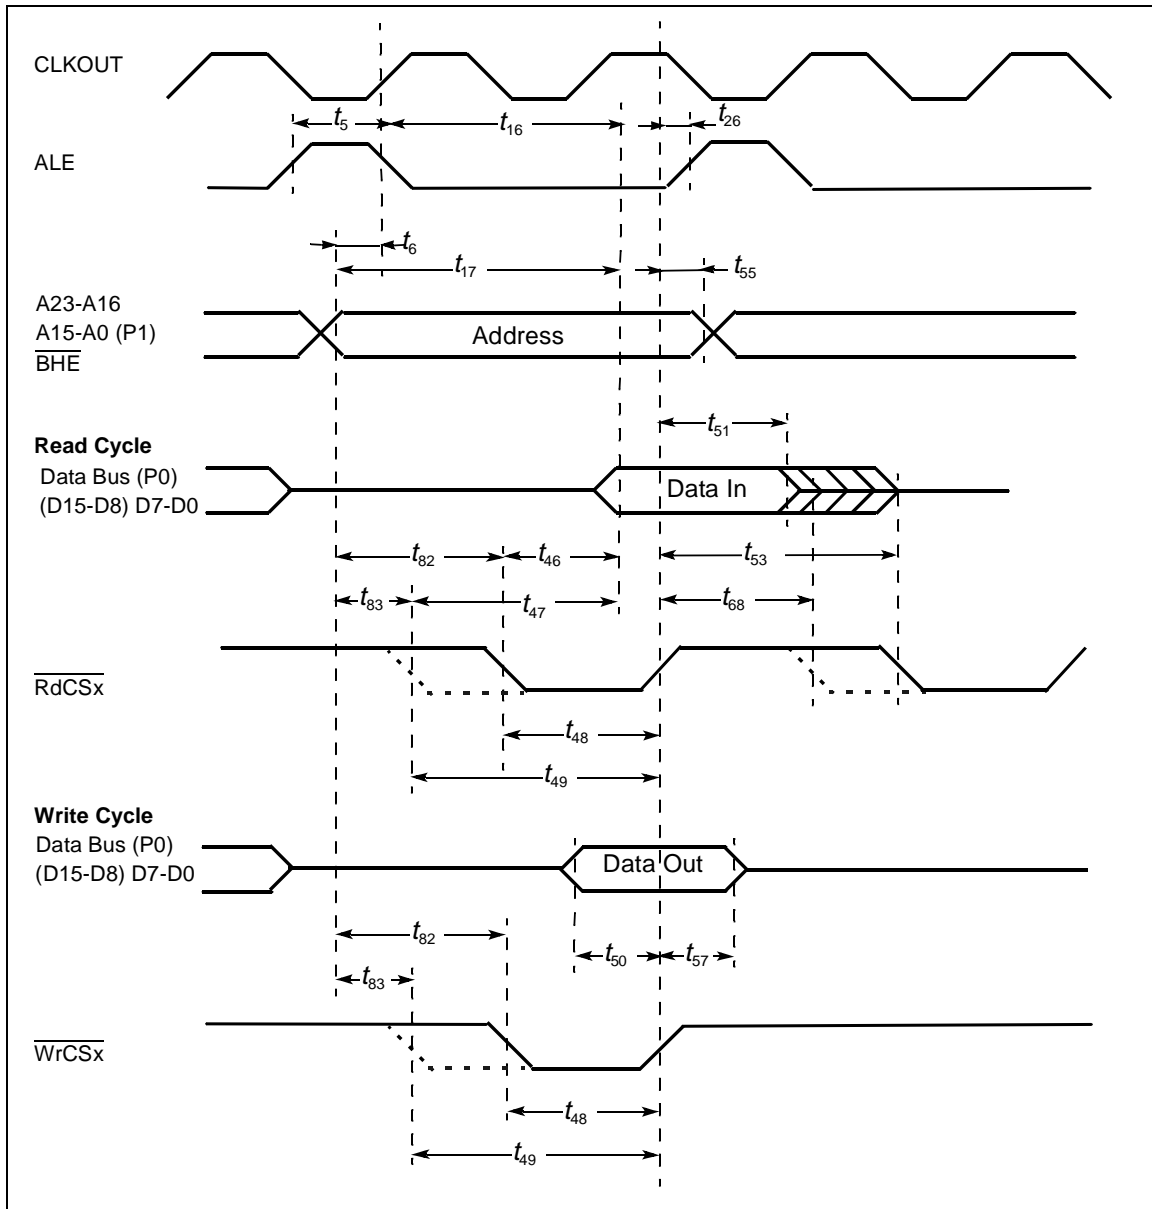 CLKOUT
t5
t16
t26
ALE
t6
t17
t55
A23-A16
A15-A0 (P1)
BHE
Address
t51
Read Cycle
Data Bus (P0)
(D15-D8) D7-D0
Data In
t82
t46
t53
t83
t47
t68
RdCSx
t48
t49
Write Cycle
Data Bus (P0)
(D15-D8) D7-D0
Data Out
t82
t50
t57
t83
WrCSx
t48
t49